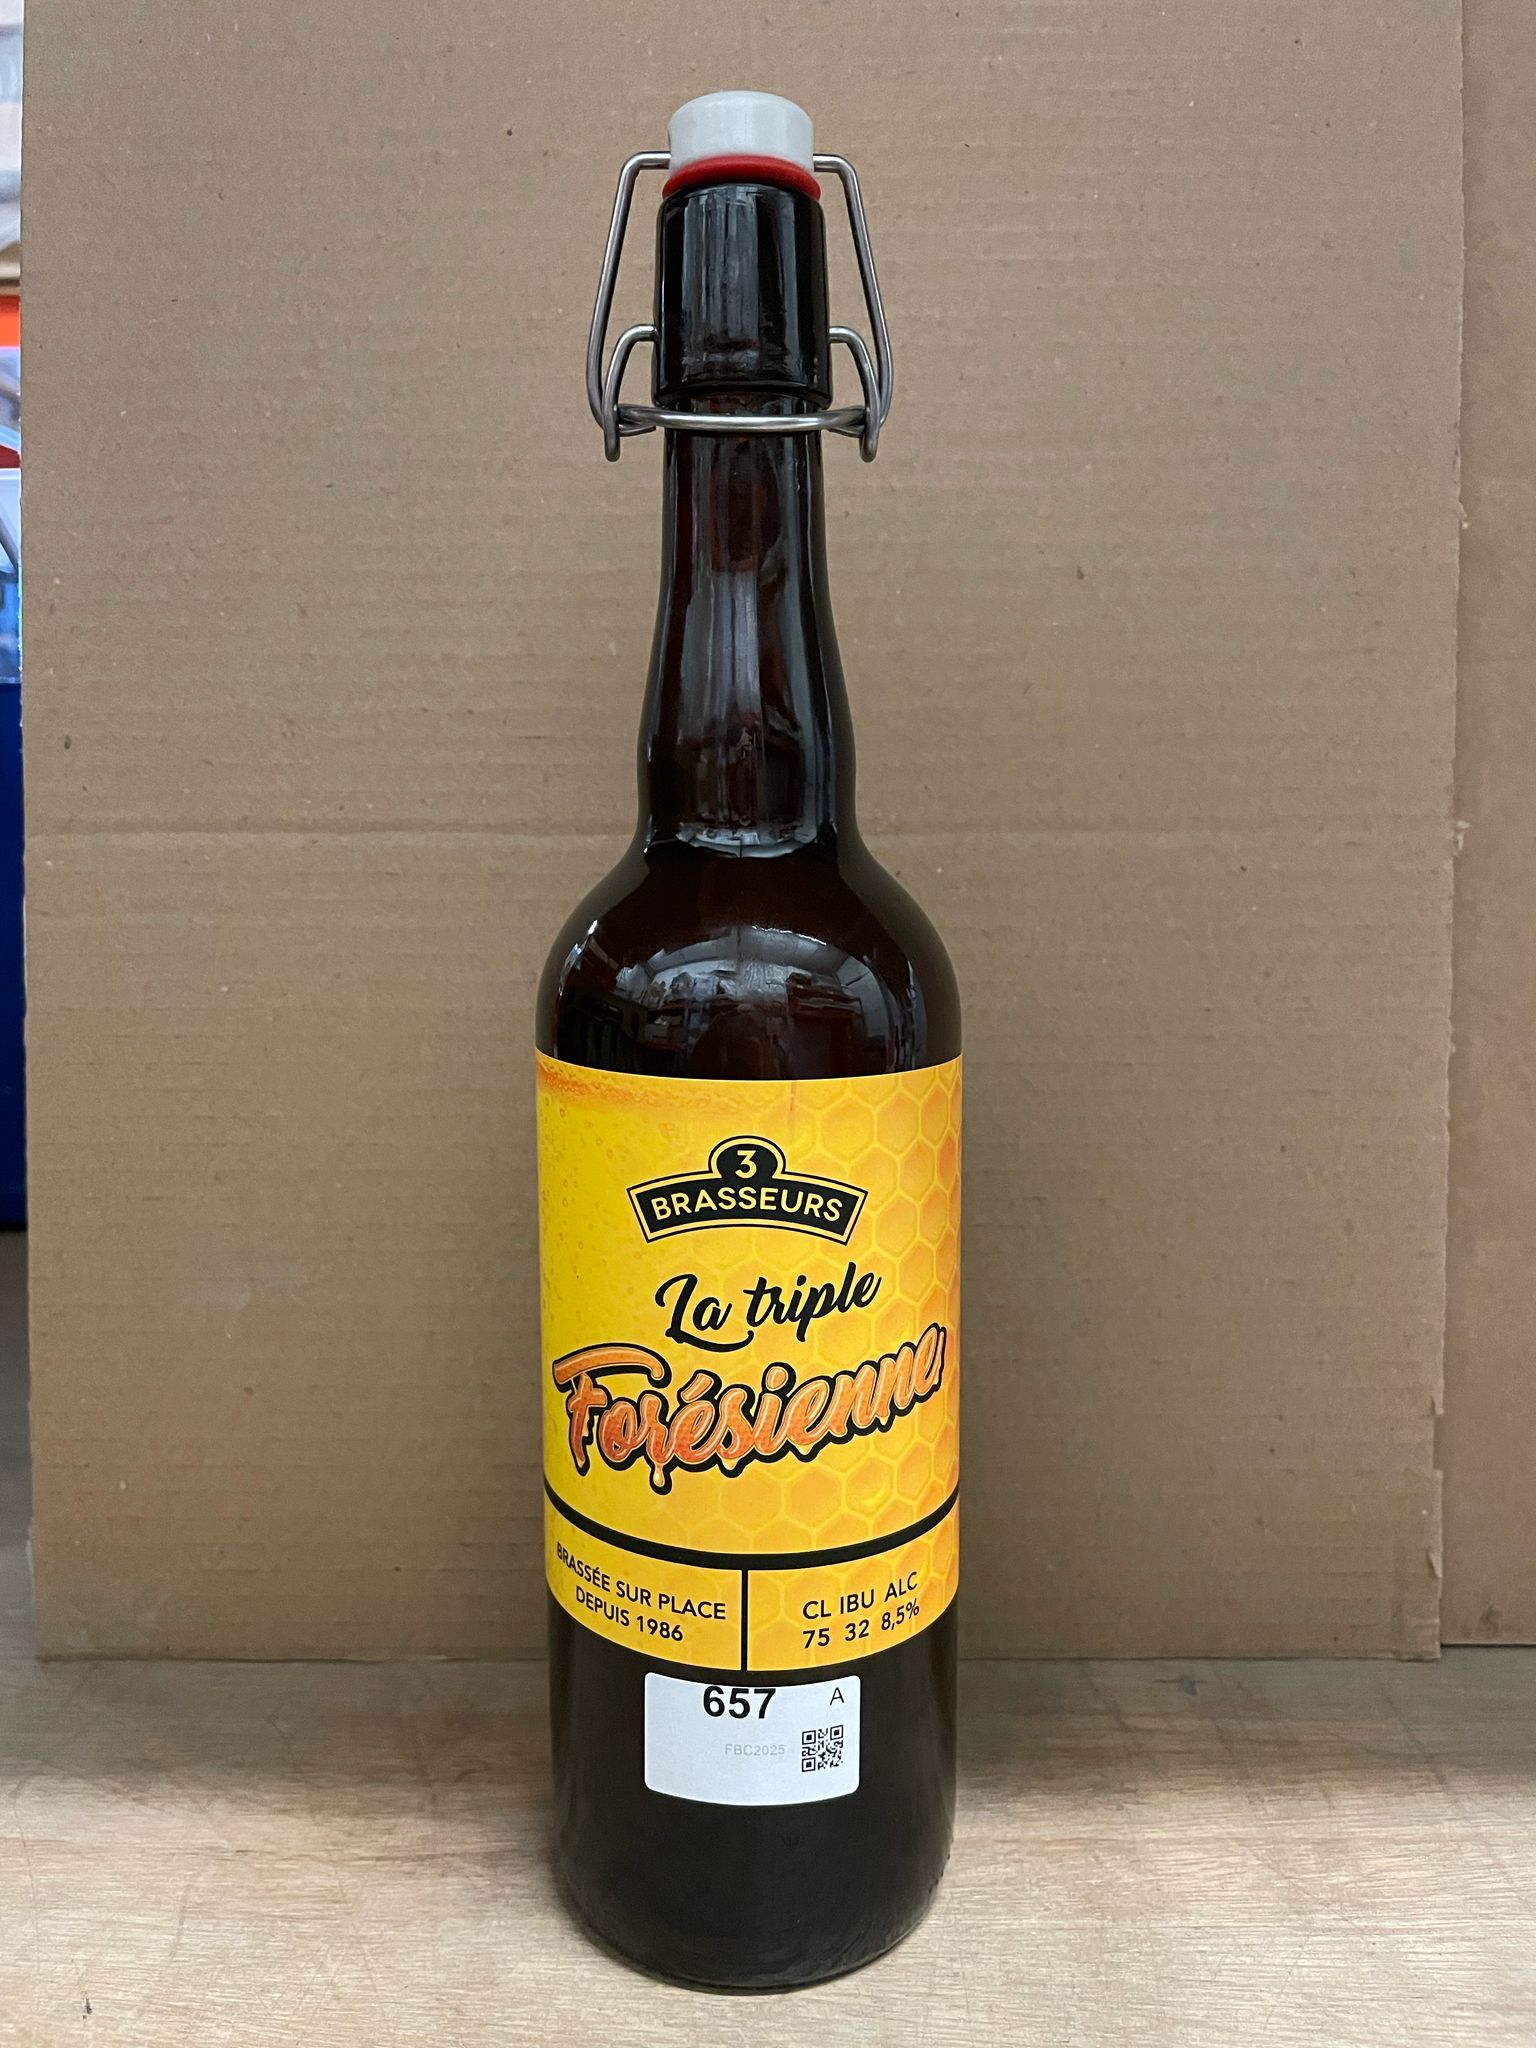 3
BRASSEURS
La triple
Forésienne
BRASSÉE SUR PLACE
DEPUIS 1986
CL IBU ALC
75 32 8,5%
657 A
FBC2025